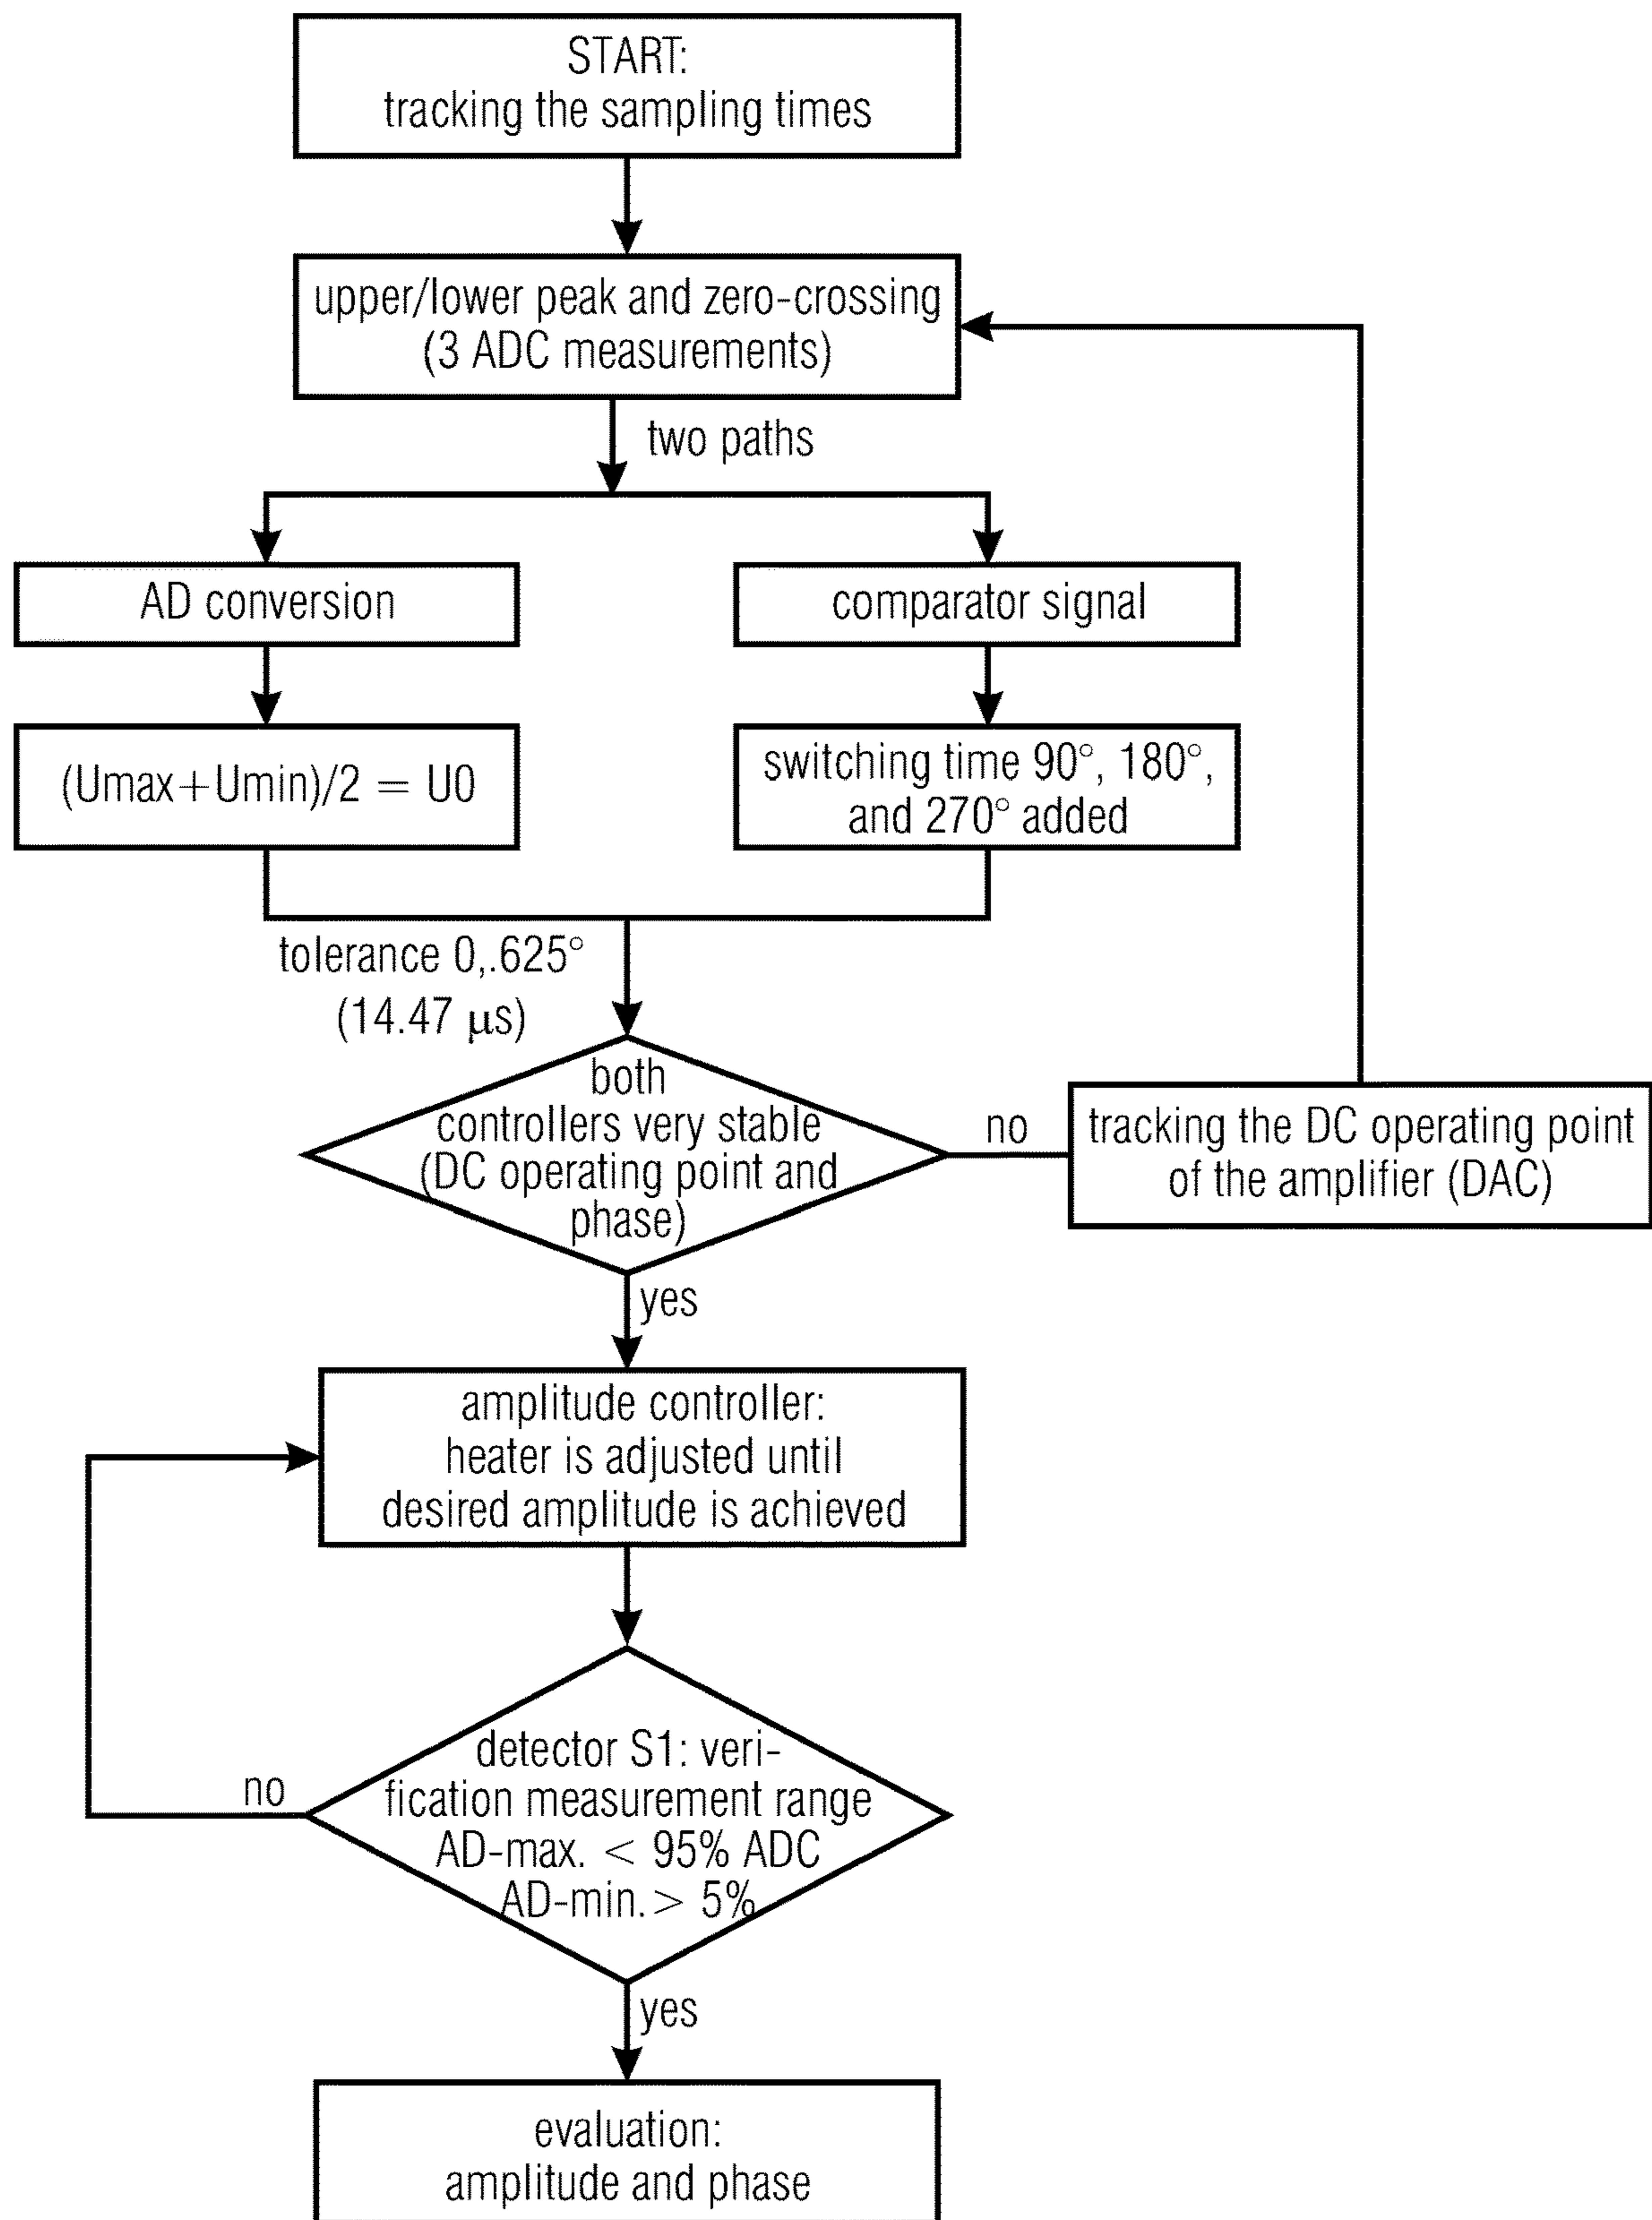 START:
tracking the sampling times
upper/lower peak and zero-crossing
(3 ADC measurements)
two paths
AD conversion
comparator signal
(Umax+Umin)/2 = U0
switching time 90°, 180°,
and 270° added
tolerance 0,.625°
(14.47 µs)
both
controllers very stable
(DC operating point and
phase)
no
tracking the DC operating point
of the amplifier (DAC)
yes
amplitude controller:
heater is adjusted until
desired amplitude is achieved
detector S1: veri-
fication measurement range
AD-max. < 95% ADC
AD-min. > 5%
no
yes
evaluation:
amplitude and phase